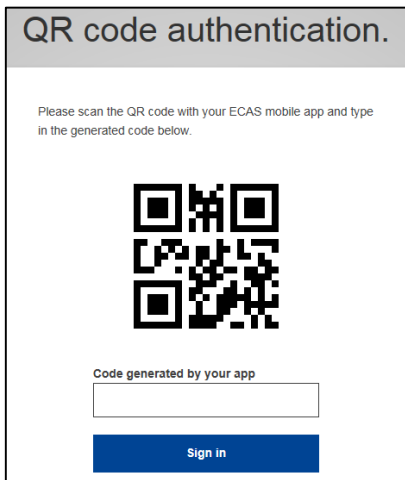 QR code authentication.
Please scan the QR code with your ECAS mobile app and type
in the generated code below.
Code generated by your app
Sign in